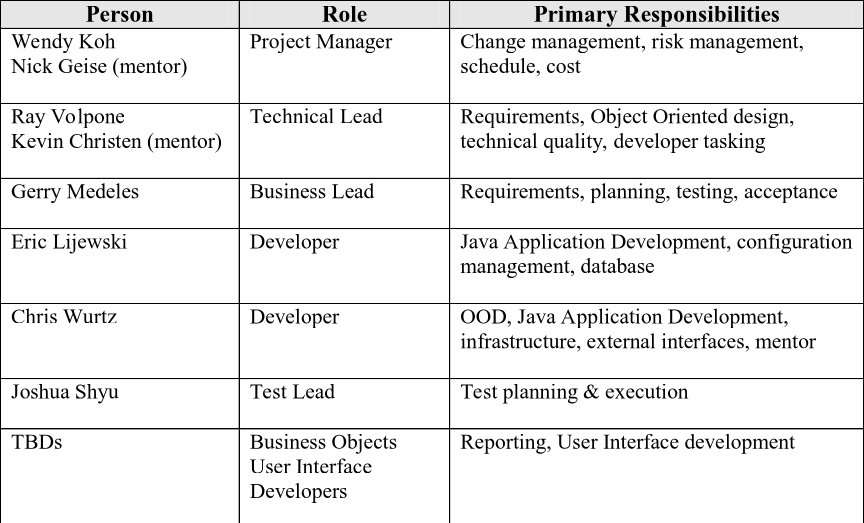 Person Role Primary Responsibilities
Wendy Koh Project Manager Change management, risk management,
Nick Geise (mentor) schedule, cost
Ray Volpone Technical Lead Requirements, Object Oriented design,
Kevin Christen (mentor) technical quality, developer tasking
Gerry Medeles Business Lead Requirements, planning, testing, acceptance
Eric Lijewski Developer Java Application Development, configuration
management, database
Chris Wurtz Developer OOD, Java Application Development,
infrastructure, external interfaces, mentor
Joshua Shyu Test Lead Test planning & execution
TBDs Business Objects Reporting, User Interface development
User Interface
Developers